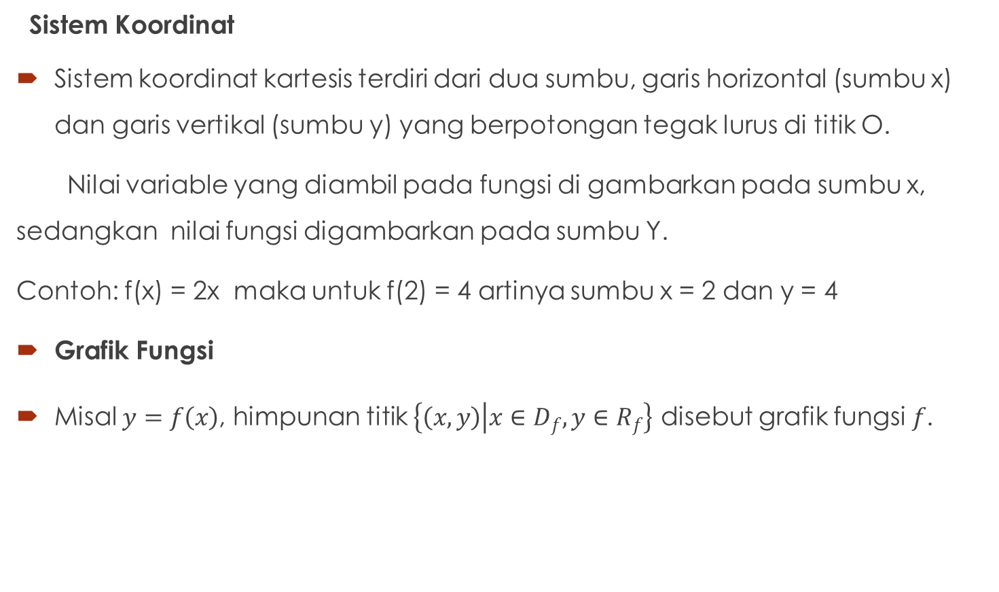 Sistem Koordinat
Sistem koordinat kartesis terdiri dari dua sumbu, garis horizontal (sumbu x)
dan garis vertikal (sumbu y) yang berpotongan tegak lurus di titik O.
Nilai variable yang diambil pada fungsi di gambarkan pada sumbu x,
sedangkan nilai fungsi digambarkan pada sumbu Y.
Contoh: f(x) = 2x maka untuk f(2) = 4 artinya sumbu x = 2 dan y = 4
Grafik Fungsi
Misal y = f(x), himpunan titik {(x, y)|x ∈ D_f, y ∈ R_f} disebut grafik fungsi f.